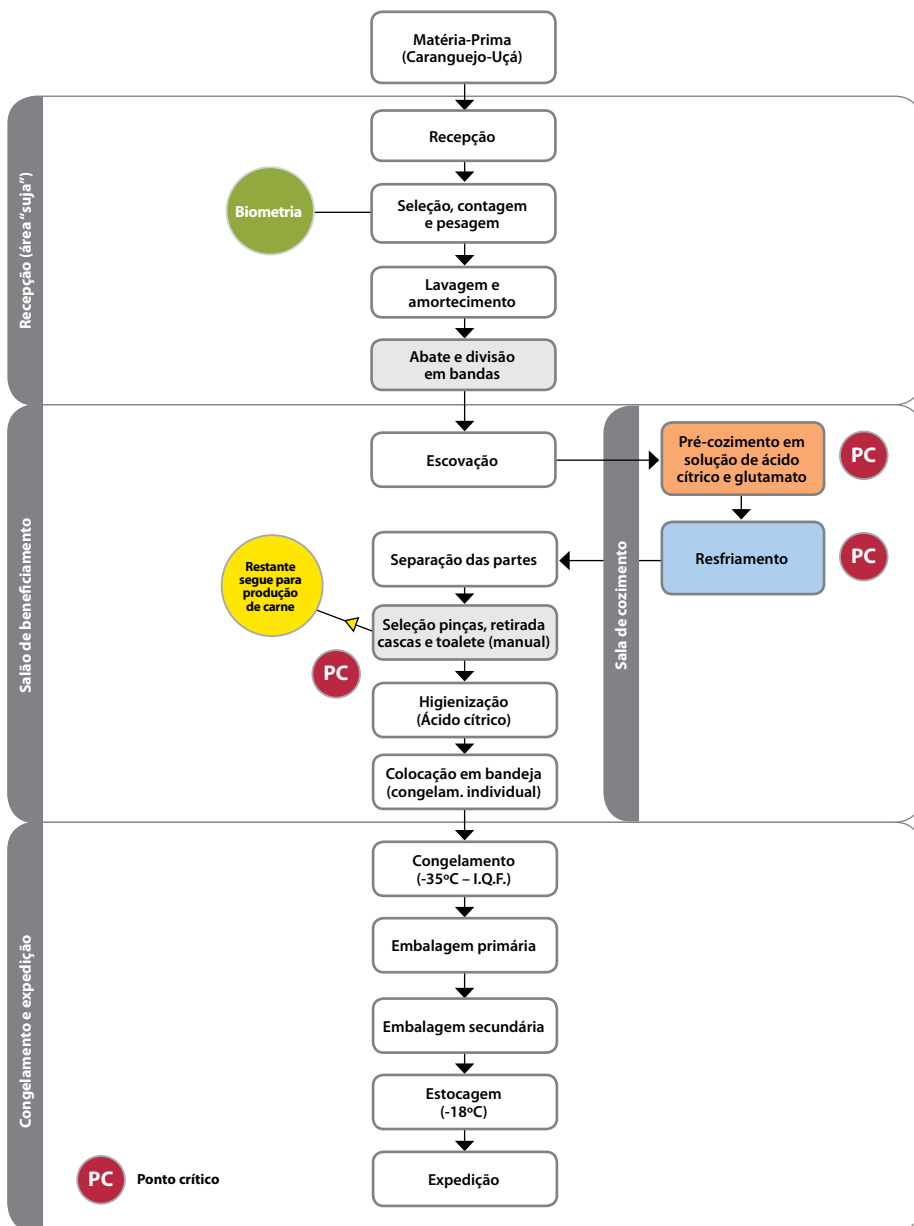 Matéria-Prima
(Caranguejo-Uçá)
Recepção (área “suja”)
Recepção
Biometria
Seleção, contagem
e pesagem
Lavagem e
amortecimento
Abate e divisão
em bandas
Salão de beneficiamento
Escovação
Sala de cozimento
Pré-cozimento em
solução de ácido
cítrico e glutamato
PC
Resfriamento
PC
Separação das partes
Restante
segue para
produção
de carne
Seleção pinças, retirada
cascas e toalete (manual)
PC
Higienização
(Ácido cítrico)
Colocação em bandeja
(congelam. individual)
Congelamento e expedição
Congelamento
(-35ºC – I.Q.F.)
Embalagem primária
Embalagem secundária
Estocagem
(-18ºC)
Expedição
PC Ponto crítico